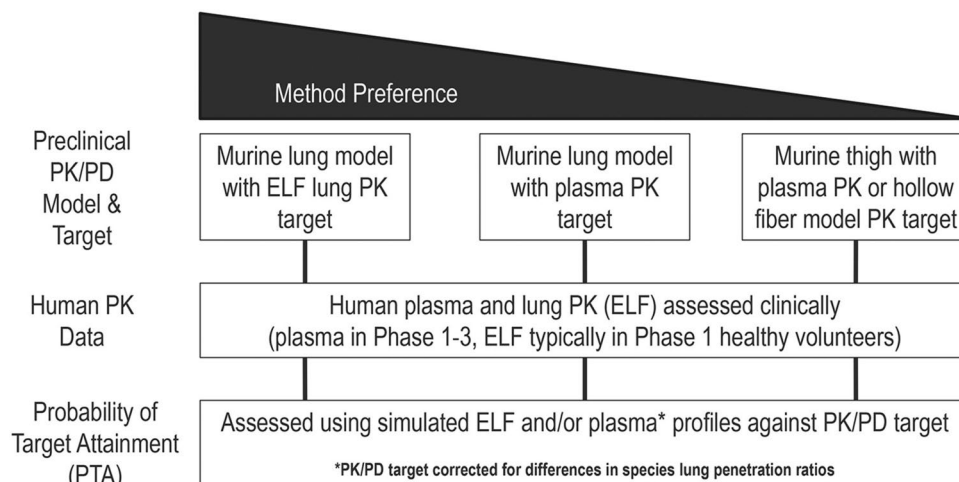 Method Preference
Preclinical
PK/PD
Model &
Target
Murine lung model
with ELF lung PK
target
Murine lung model
with plasma PK
target
Murine thigh with
plasma PK or hollow
fiber model PK target
Human PK
Data
Human plasma and lung PK (ELF) assessed clinically
(plasma in Phase 1-3, ELF typically in Phase 1 healthy volunteers)
Probability of
Target Attainment
(PTA)
Assessed using simulated ELF and/or plasma* profiles against PK/PD target
*PK/PD target corrected for differences in species lung penetration ratios